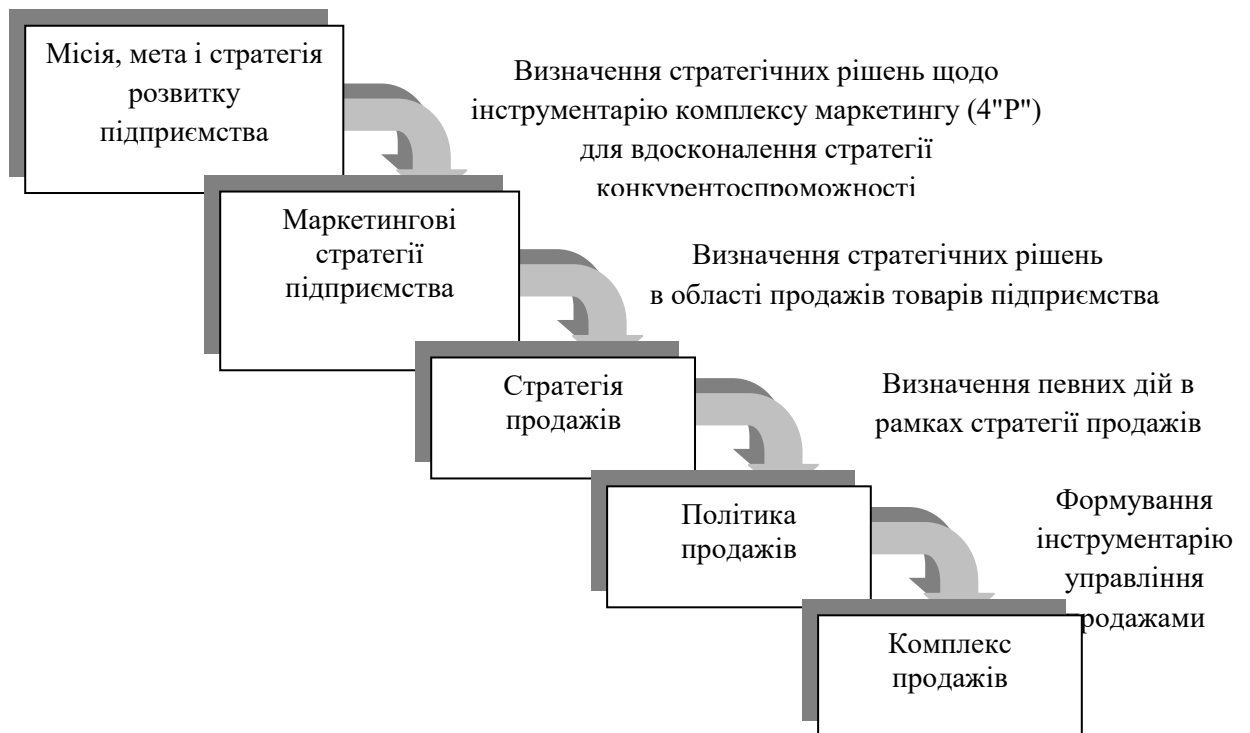 Місія, мета і стратегія
розвитку
підприємства
Визначення стратегічних рішень щодо
інструментарію комплексу маркетингу (4"Р")
для вдосконалення стратегії
конкурентоспроможності
Маркетингові
стратегії
підприємства
Визначення стратегічних рішень
в області продажів товарів підприємства
Стратегія
продажів
Визначення певних дій в
рамках стратегії продажів
Політика
продажів
Формування
інструментарію
управління
продажами
Комплекс
продажів